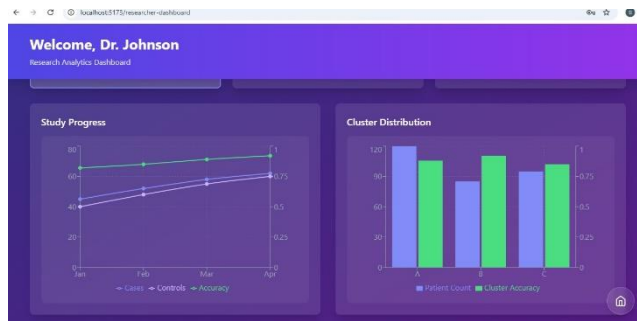 localhost:5173/researcher-dashboard
Welcome, Dr. Johnson
Research Analytics Dashboard
Study Progress
80
60
40
20
0
1
0.75
0.5
0.25
0
Jan Feb Mar Apr
Cases Controls Accuracy
Cluster Distribution
120
90
60
30
0
1
0.75
0.5
0.25
0
A B C
Patient Count Cluster Accuracy